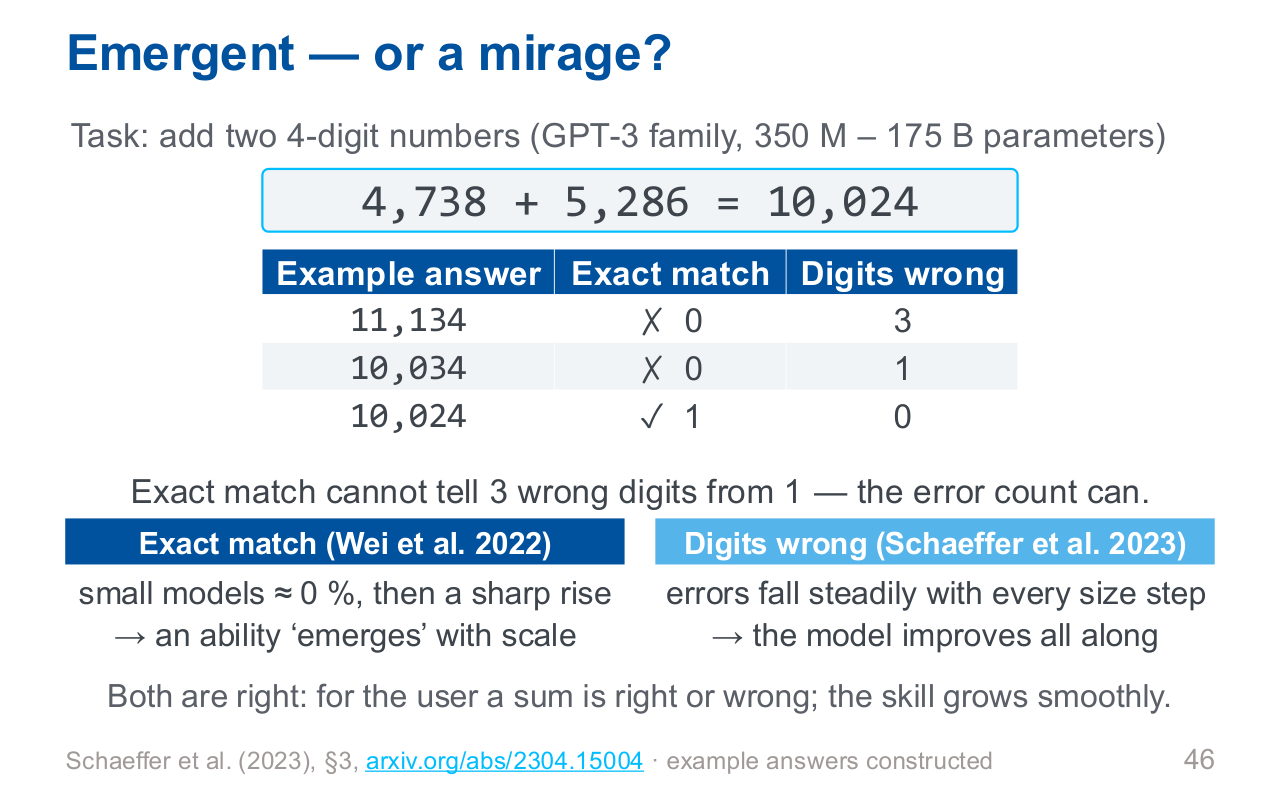 Emergent — or a mirage?
Task: add two 4-digit numbers (GPT-3 family, 350 M – 175 B parameters)
4,738 + 5,286 = 10,024
Example answer Exact match Digits wrong
11,134 ✗ 0 3
10,034 ✗ 0 1
10,024 ✓ 1 0
Exact match cannot tell 3 wrong digits from 1 — the error count can.
Exact match (Wei et al. 2022) Digits wrong (Schaeffer et al. 2023)
small models ≈ 0 %, then a sharp rise errors fall steadily with every size step
→ an ability ‘emerges’ with scale → the model improves all along
Both are right: for the user a sum is right or wrong; the skill grows smoothly.
Schaeffer et al. (2023), §3, arxiv.org/abs/2304.15004 · example answers constructed 46